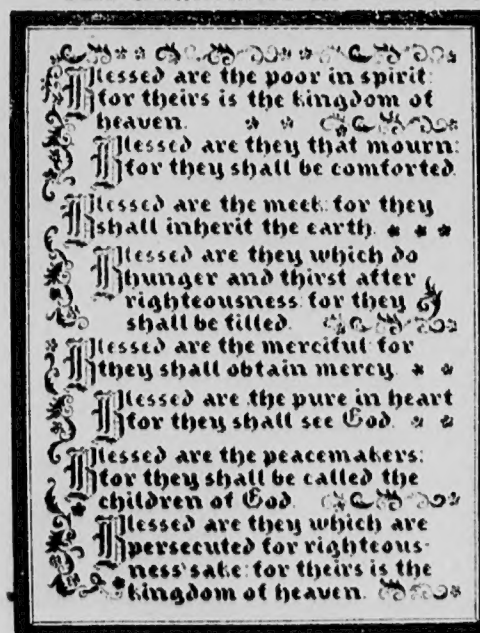 Blessed are the poor in spirit:
for theirs is the kingdom of
heaven.
Blessed are they that mourn:
for they shall be comforted.
Blessed are the meek: for they
shall inherit the earth.
Blessed are they which do
hunger and thirst after
righteousness: for they
shall be filled.
Blessed are the merciful: for
they shall obtain mercy.
Blessed are the pure in heart:
for they shall see God.
Blessed are the peacemakers:
for they shall be called the
children of God.
Blessed are they which are
persecuted for righteous-
ness' sake: for theirs is the
kingdom of heaven.